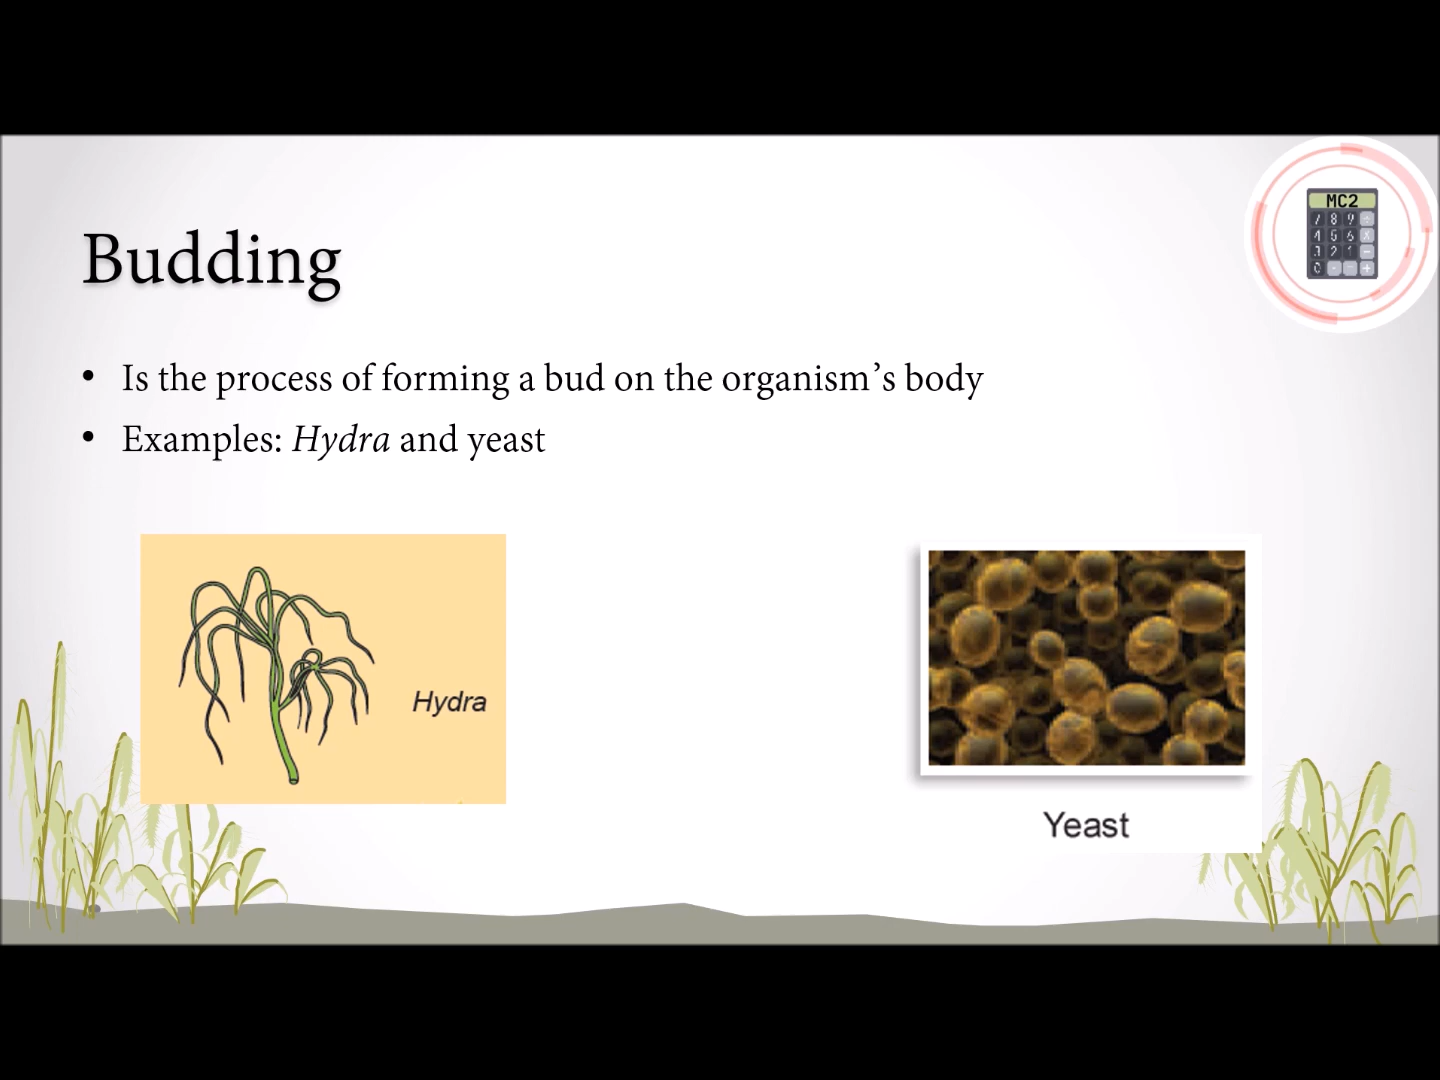 MC2
Budding
• Is the process of forming a bud on the organism’s body
• Examples: Hydra and yeast
Hydra
Yeast